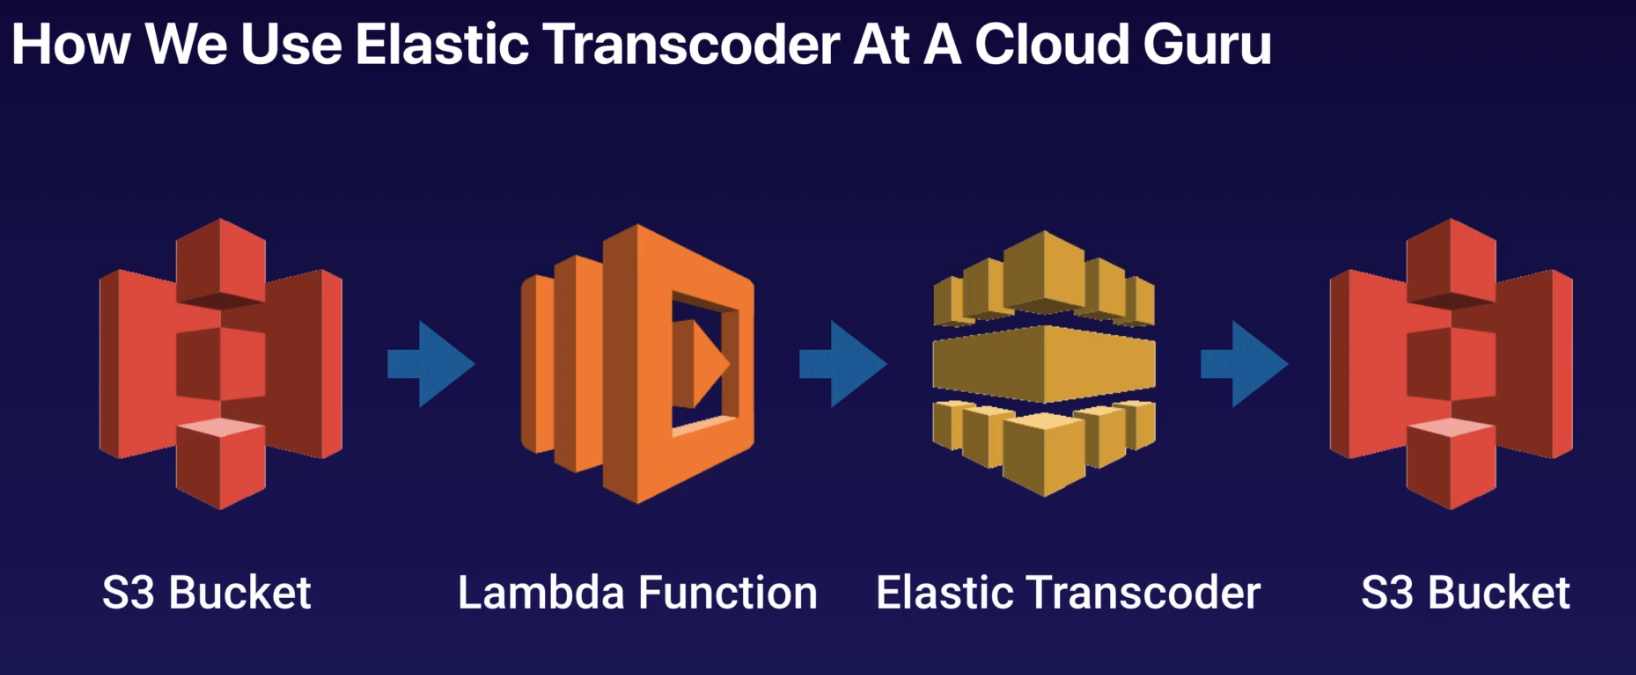 How We Use Elastic Transcoder At A Cloud Guru
S3 Bucket
Lambda Function
Elastic Transcoder
S3 Bucket